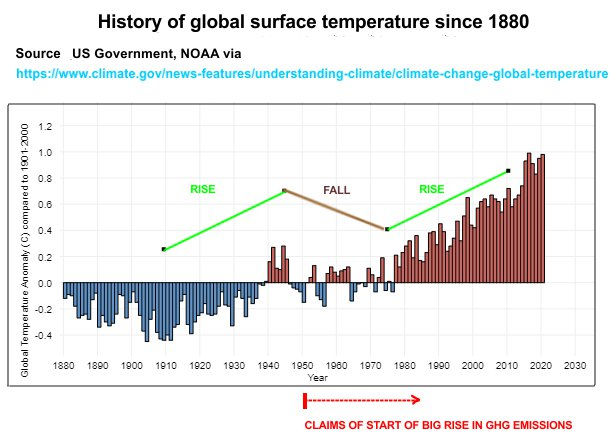 History of global surface temperature since 1880
Source US Government, NOAA via
https://www.climate.gov/news-features/understanding-climate/climate-change-global-temperature
Global Temperature Anomaly (C) compared to 1901-2000
1.2
1.0
0.8
0.6
0.4
0.2
0.0
-0.2
-0.4
RISE
FALL
RISE
1880 1890 1900 1910 1920 1930 1940 1950 1960 1970 1980 1990 2000 2010 2020 2030
Year
CLAIMS OF START OF BIG RISE IN GHG EMISSIONS